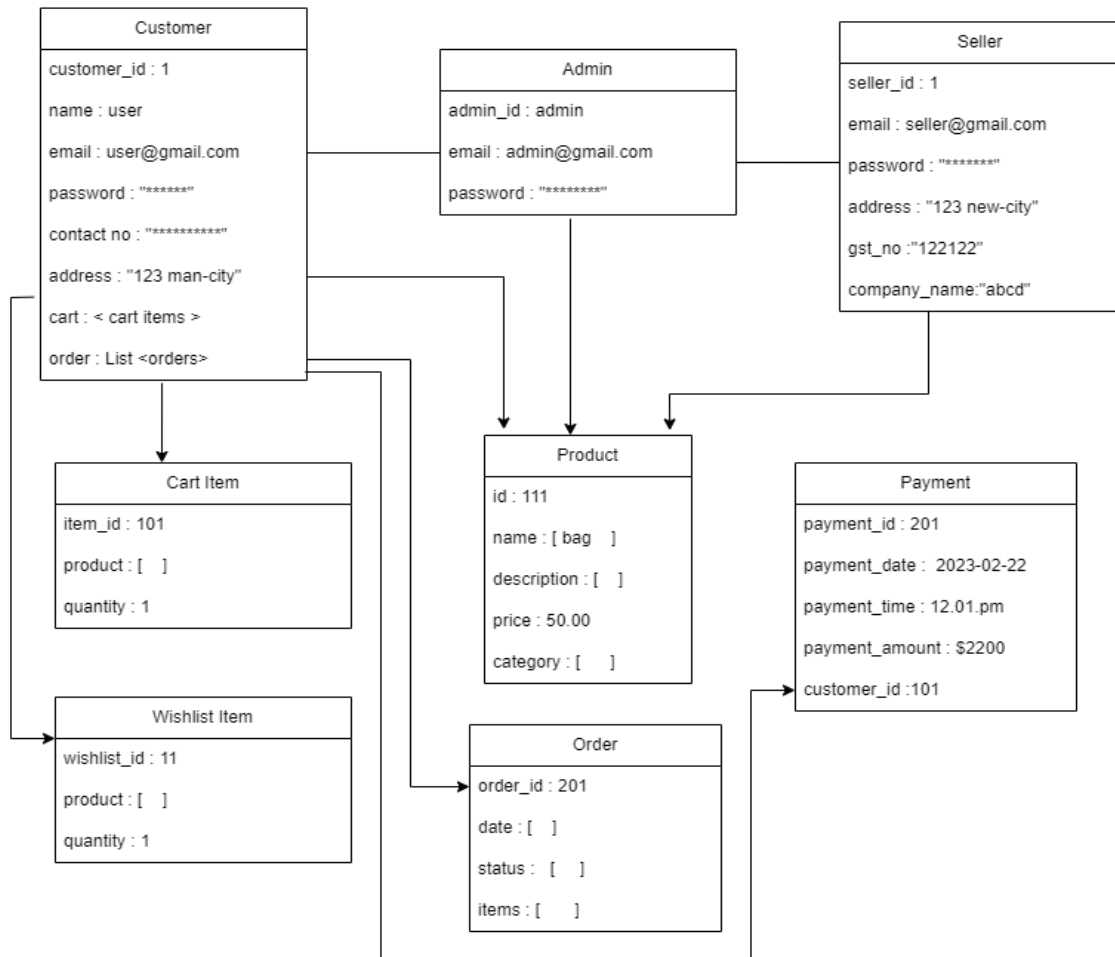 Customer
customer_id : 1
name : user
email : user@gmail.com
password : "******"
contact no : "**********"
address : "123 man-city"
cart : < cart items >
order : List <orders>
Admin
admin_id : admin
email : admin@gmail.com
password : "********"
Seller
seller_id : 1
email : seller@gmail.com
password : "*******"
address : "123 new-city"
gst_no :"122122"
company_name:"abcd"
Cart Item
item_id : 101
product : [    ]
quantity : 1
Product
id : 111
name : [ bag    ]
description : [    ]
price : 50.00
category : [      ]
Payment
payment_id : 201
payment_date :  2023-02-22
payment_time : 12.01.pm
payment_amount : $2200
customer_id :101
Wishlist Item
wishlist_id : 11
product : [    ]
quantity : 1
Order
order_id : 201
date : [    ]
status :   [     ]
items : [       ]